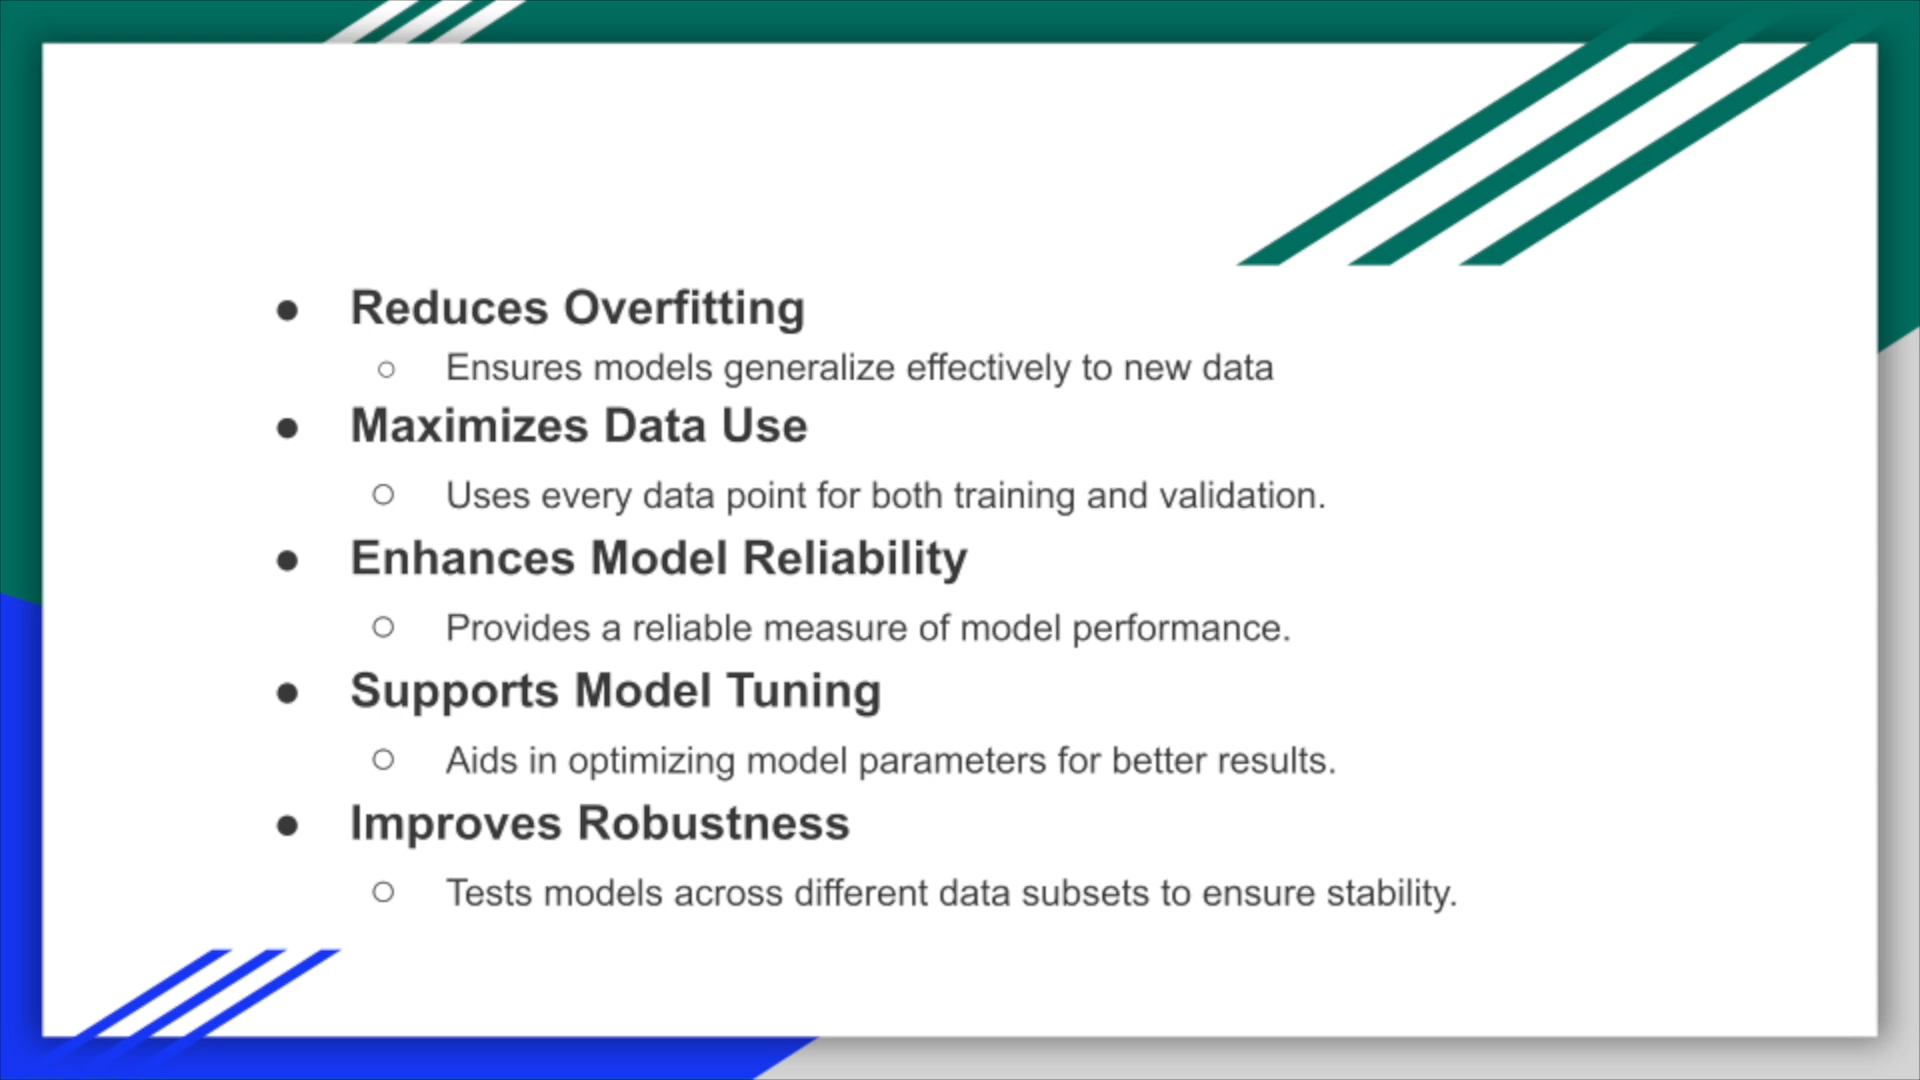 ● Reduces Overfitting
○ Ensures models generalize effectively to new data
● Maximizes Data Use
○ Uses every data point for both training and validation.
● Enhances Model Reliability
○ Provides a reliable measure of model performance.
● Supports Model Tuning
○ Aids in optimizing model parameters for better results.
● Improves Robustness
○ Tests models across different data subsets to ensure stability.